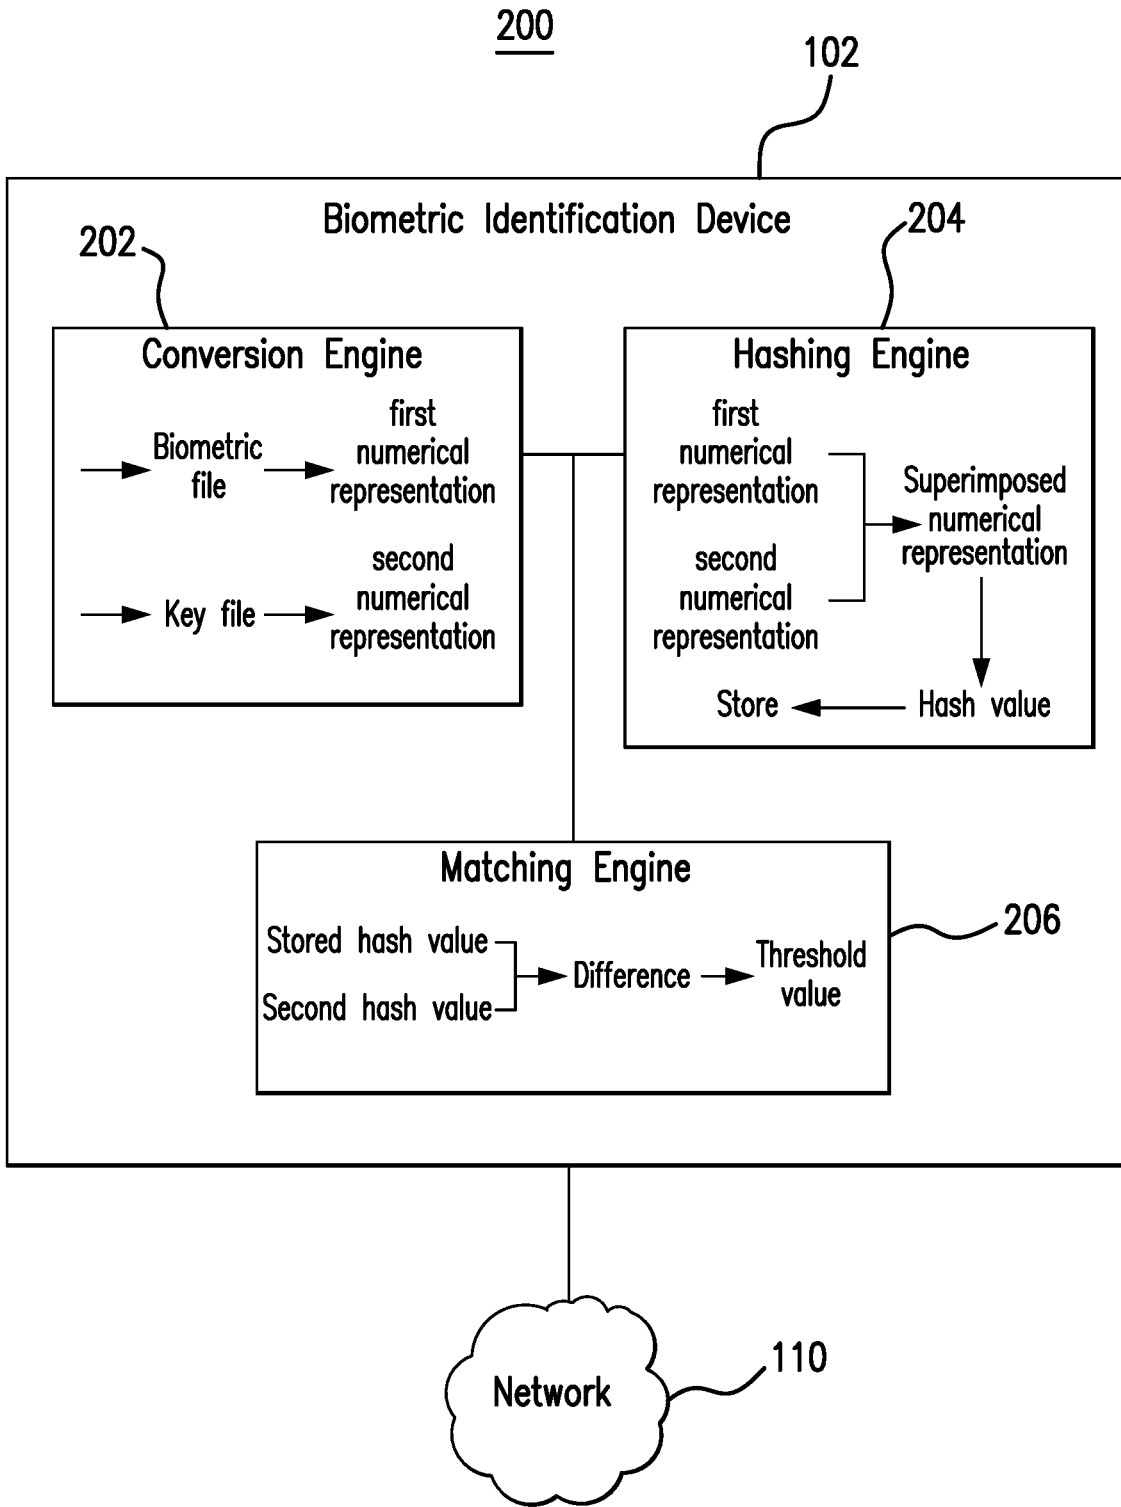 200
102
Biometric Identification Device
202
204
Conversion Engine
Biometric
file
first
numerical
representation
Key file
second
numerical
representation
Hashing Engine
first
numerical
representation
second
numerical
representation
Superimposed
numerical
representation
Hash value
Store
Matching Engine
206
Stored hash value
Second hash value
Difference
Threshold
value
Network
110